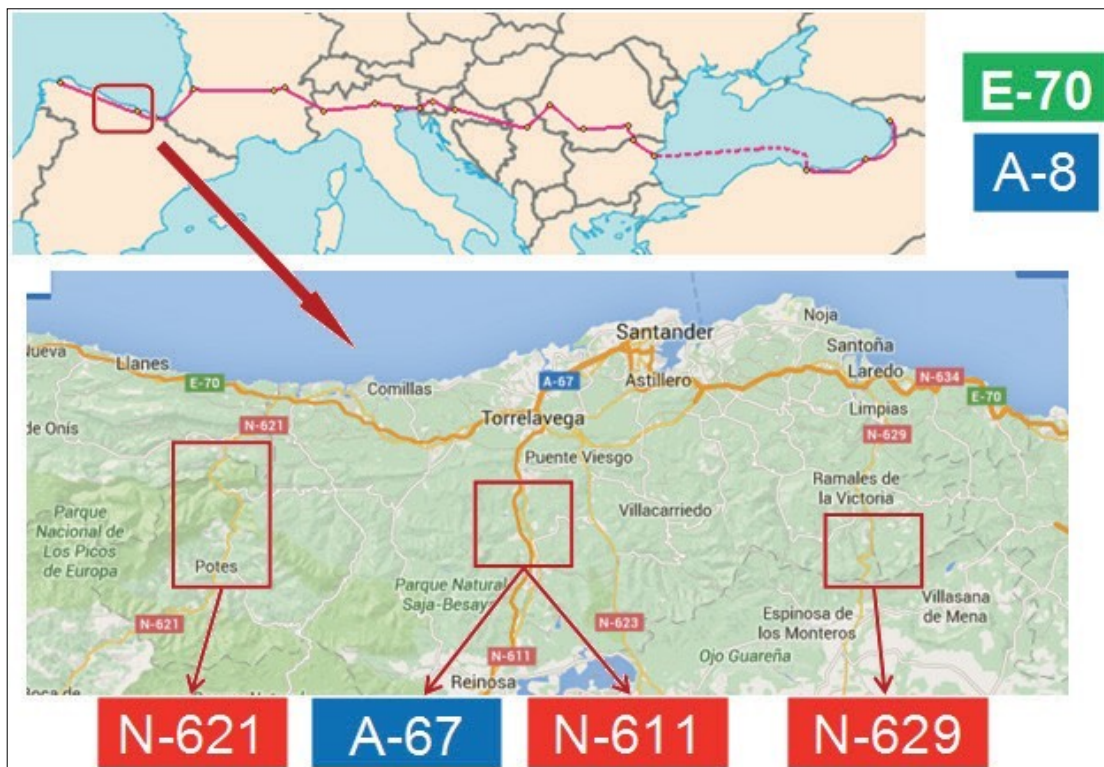 E-70
A-8
Nueva
Llanes
E-70
Comillas
Santander
A-67
Astillero
Noja
Santoña
Laredo
N-634
E-70
de Onís
N-621
Torrelavega
Limpias
N-629
Puente Viesgo
Parque
Nacional de
Los Picos
de Europa
Potes
Villacarriedo
Ramales de
la Victoria
Parque Natural
Saja-Besaya
N-621
N-623
Espinosa de
los Monteros
Villasana
de Mena
N-611
Reinosa
Ojo Guareña
N-621
A-67
N-611
N-629